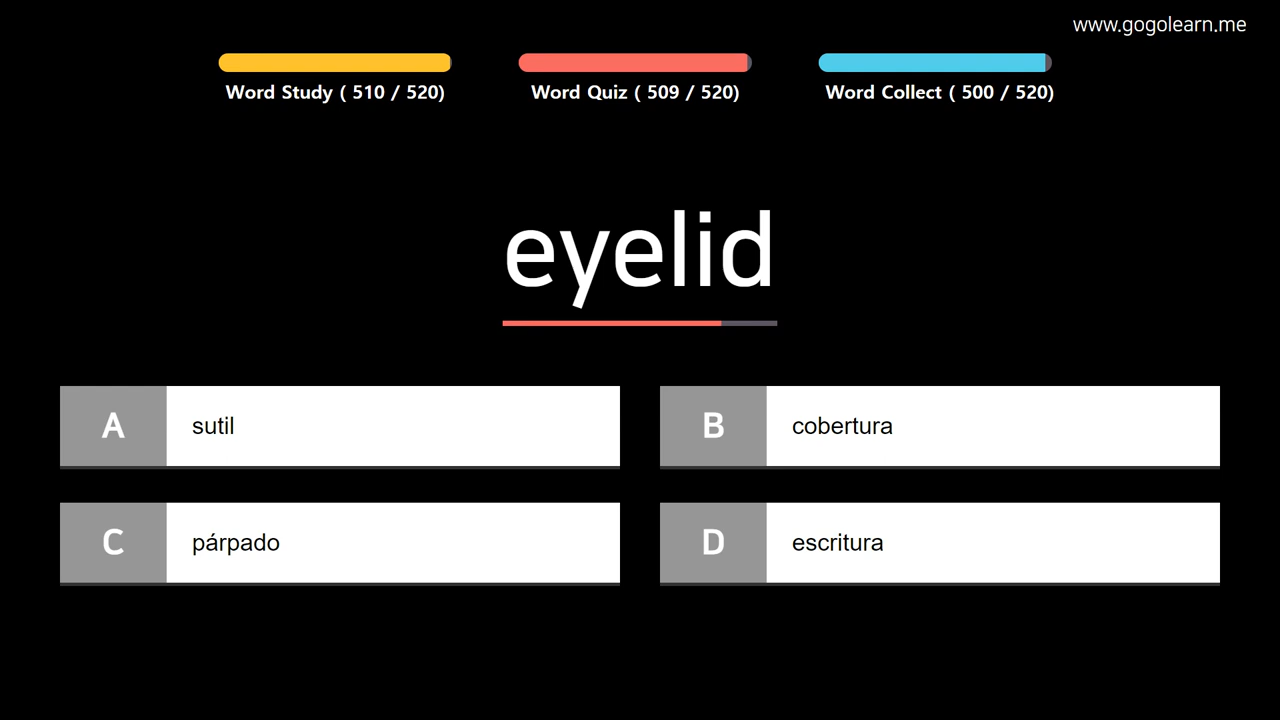 www.gogolearn.me
Word Study ( 510 / 520)
Word Quiz ( 509 / 520)
Word Collect ( 500 / 520)
eyelid
A sutil
B cobertura
C párpado
D escritura